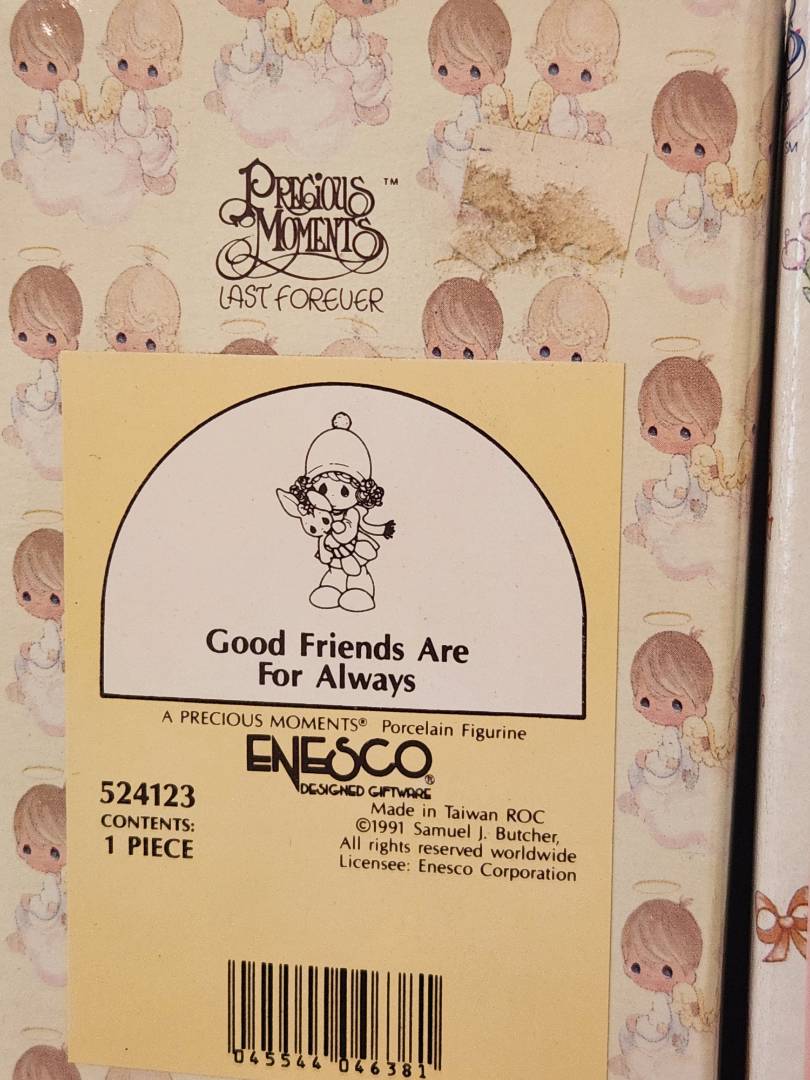 PRECIOUS ™
MOMENTS
LAST FOREVER
SM
Good Friends Are
For Always
A PRECIOUS MOMENTS® Porcelain Figurine
ENESCO®
DESIGNED GIFTWARE
524123
CONTENTS:
1 PIECE
Made in Taiwan ROC
©1991 Samuel J. Butcher,
All rights reserved worldwide
Licensee: Enesco Corporation
045544 046381